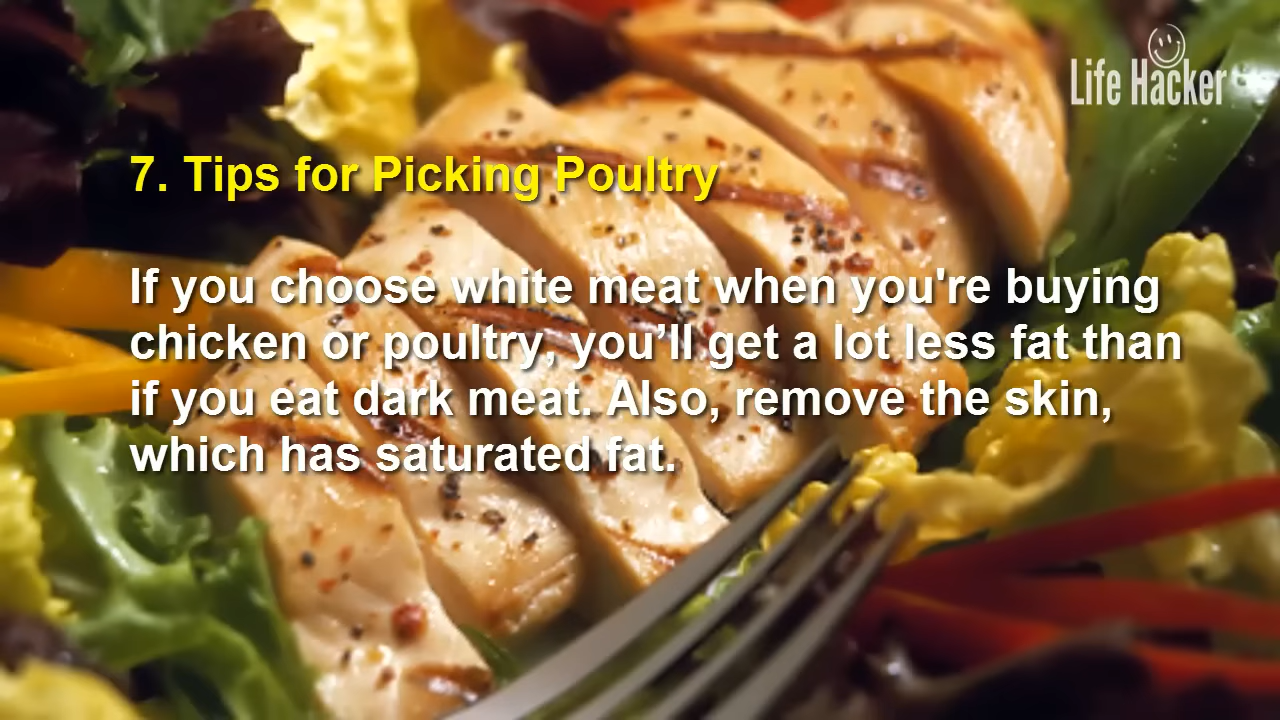 Life Hacker
7. Tips for Picking Poultry
If you choose white meat when you're buying
chicken or poultry, you’ll get a lot less fat than
if you eat dark meat. Also, remove the skin,
which has saturated fat.